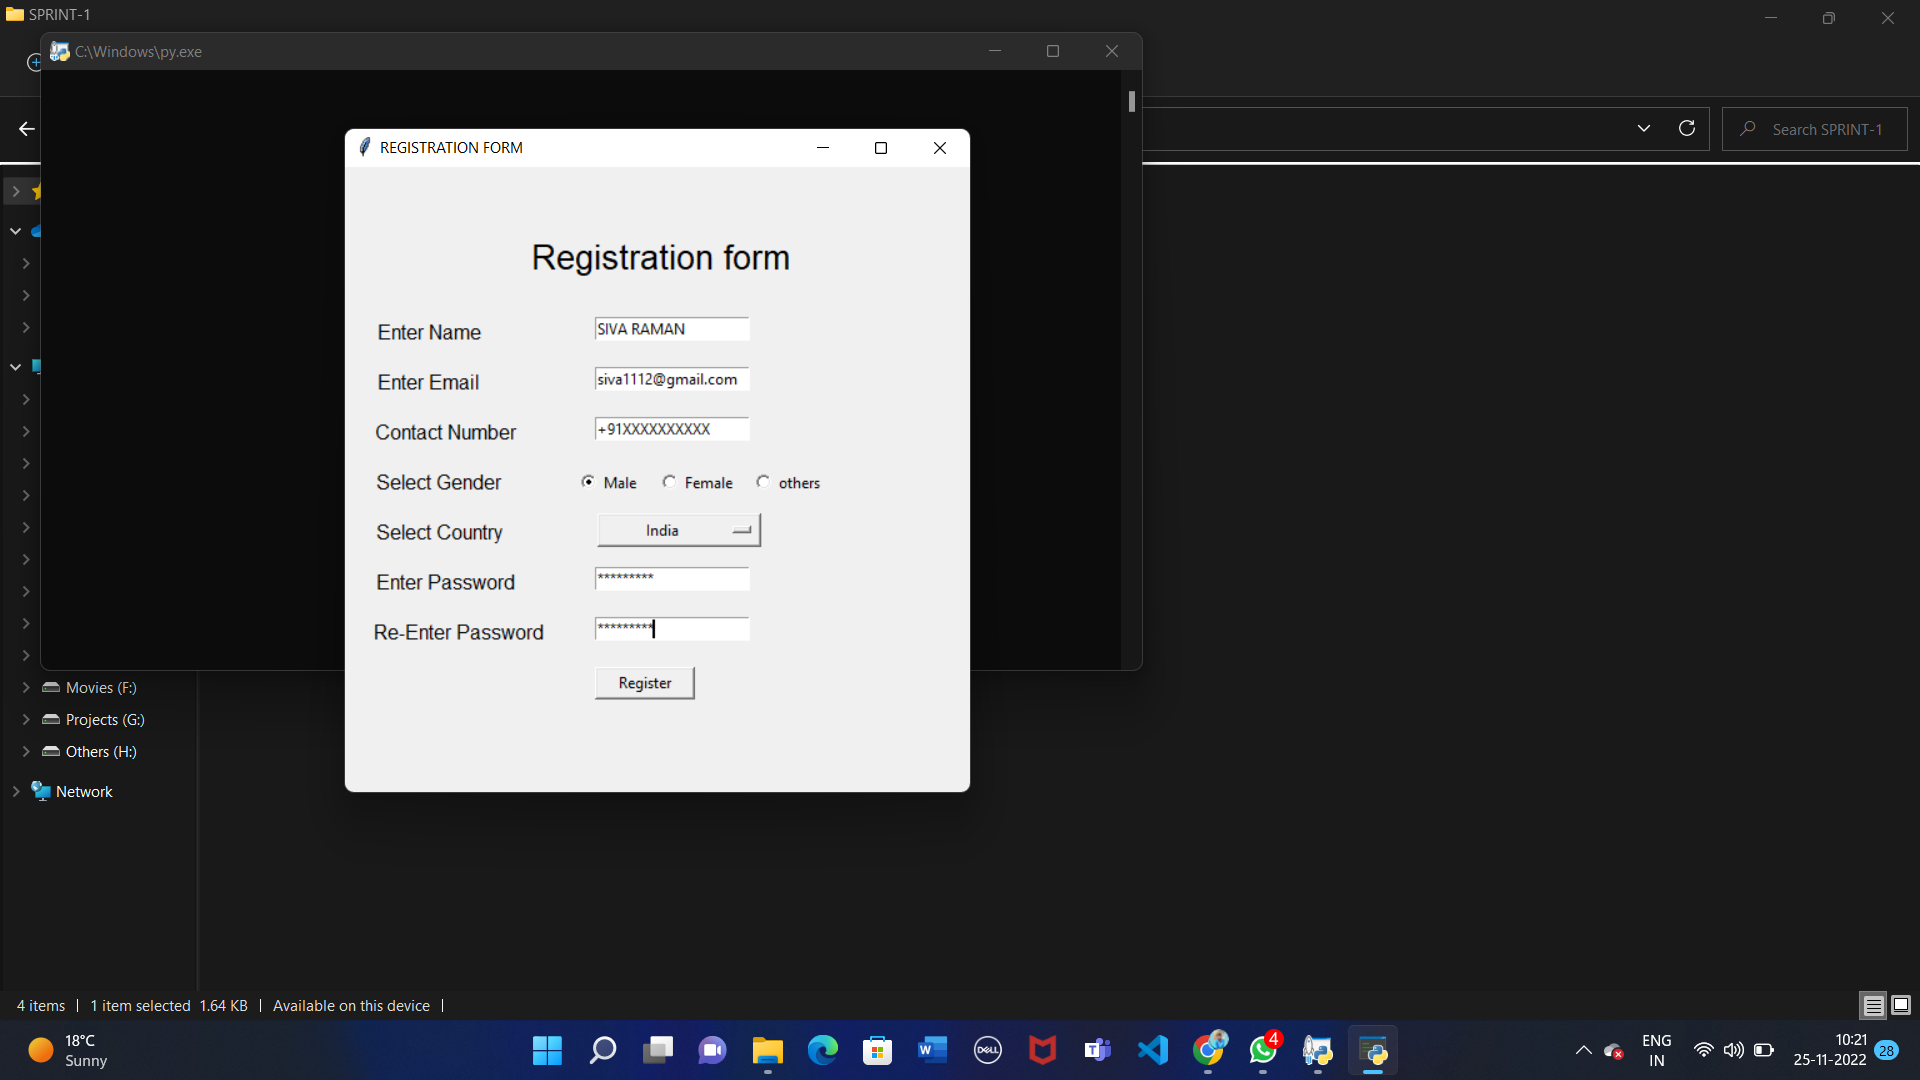 SPRINT-1
C:\Windows\py.exe
Search SPRINT-1
REGISTRATION FORM
Registration form
Enter Name SIVA RAMAN
Enter Email siva1112@gmail.com
Contact Number +91XXXXXXXXXX
Select Gender Male Female others
Select Country India
Enter Password *********
Re-Enter Password *********
Register
Movies (F:)
Projects (G:)
Others (H:)
Network
4 items 1 item selected 1.64 KB Available on this device
18°C
Sunny
W
DELL
T
4
ENG
IN
10:21
25-11-2022
28